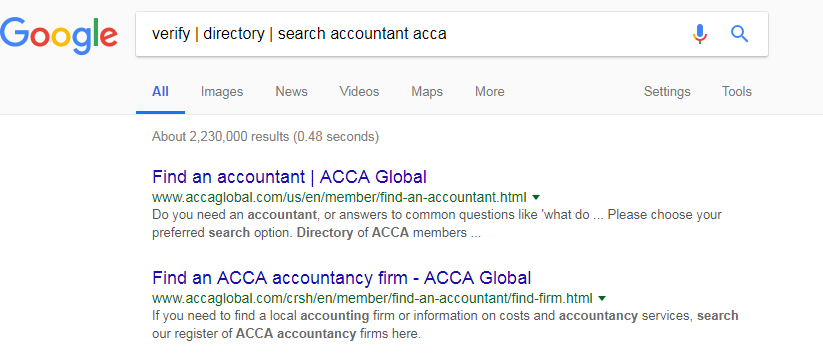 Google
verify | directory | search accountant acca
All Images News Videos Maps More Settings Tools
About 2,230,000 results (0.48 seconds)
Find an accountant | ACCA Global
www.accaglobal.com/us/en/member/find-an-accountant.html
Do you need an accountant, or answers to common questions like 'what do ... Please choose your
preferred search option. Directory of ACCA members ...
Find an ACCA accountancy firm - ACCA Global
www.accaglobal.com/crsh/en/member/find-an-accountant/find-firm.html
If you need to find a local accounting firm or information on costs and accountancy services, search
our register of ACCA accountancy firms here.